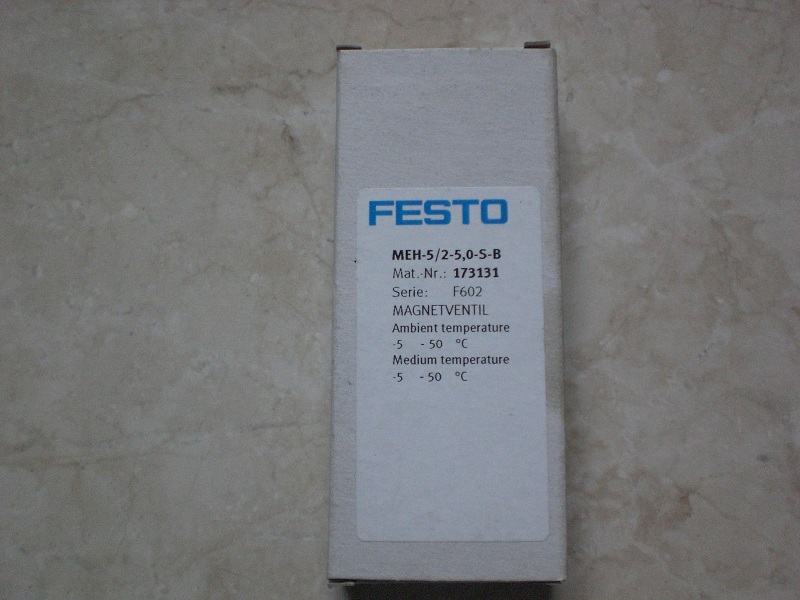 FESTO
MEH-5/2-5,0-S-B
Mat.-Nr.: 173131
Serie: F602
MAGNETVENTIL
Ambient temperature
-5 - 50 °C
Medium temperature
-5 - 50 °C